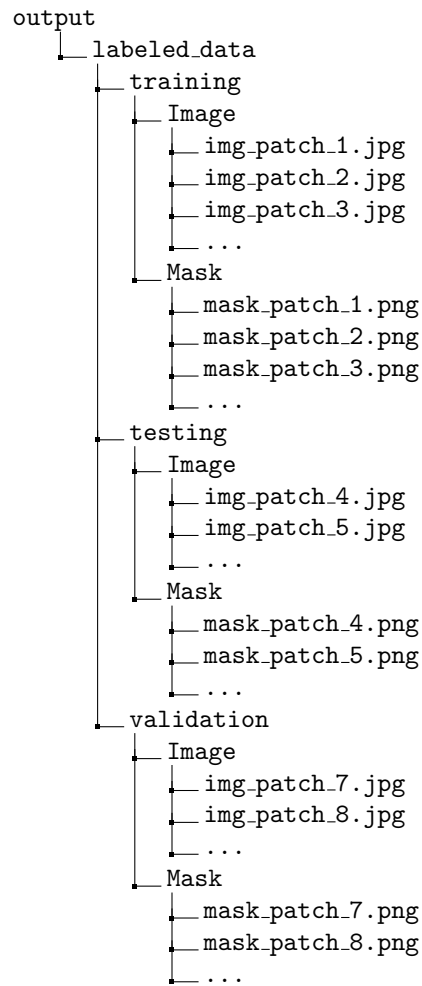 output
labeled_data
training
Image
img_patch_1.jpg
img_patch_2.jpg
img_patch_3.jpg
...
Mask
mask_patch_1.png
mask_patch_2.png
mask_patch_3.png
...
testing
Image
img_patch_4.jpg
img_patch_5.jpg
...
Mask
mask_patch_4.png
mask_patch_5.png
...
validation
Image
img_patch_7.jpg
img_patch_8.jpg
...
Mask
mask_patch_7.png
mask_patch_8.png
...